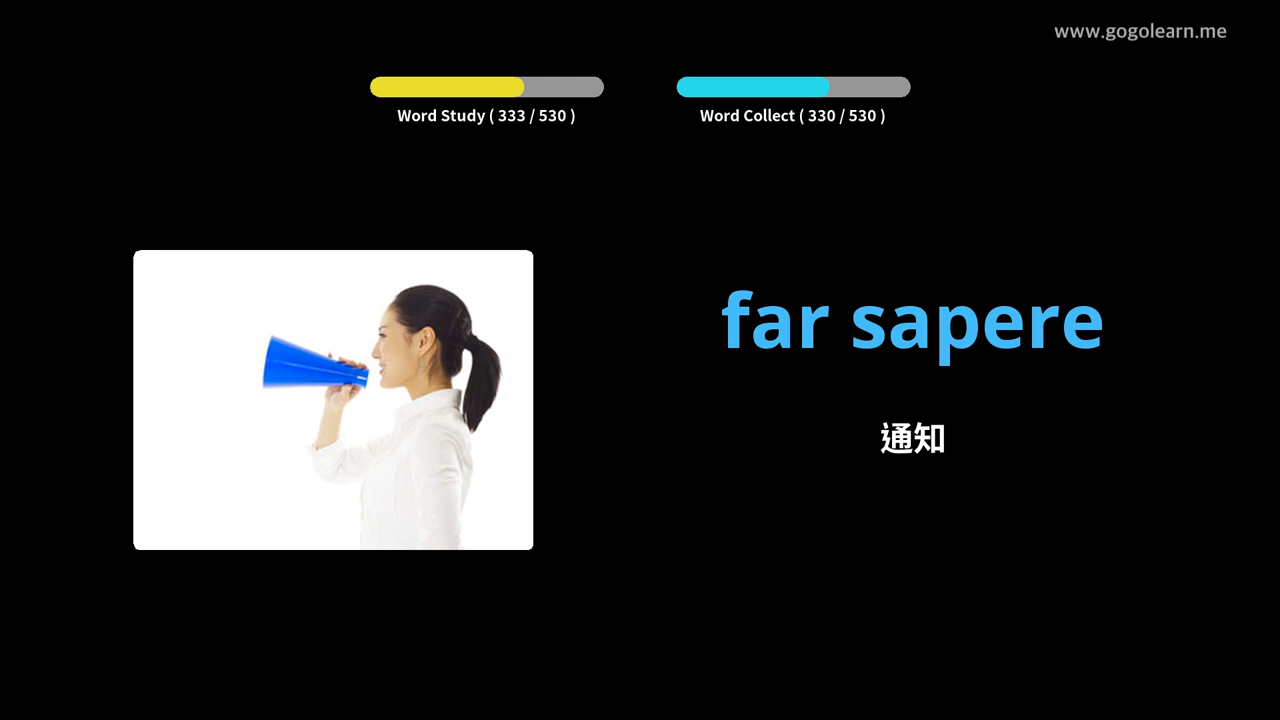 www.gogolearn.me
Word Study ( 333 / 530 )
Word Collect ( 330 / 530 )
far sapere
通知